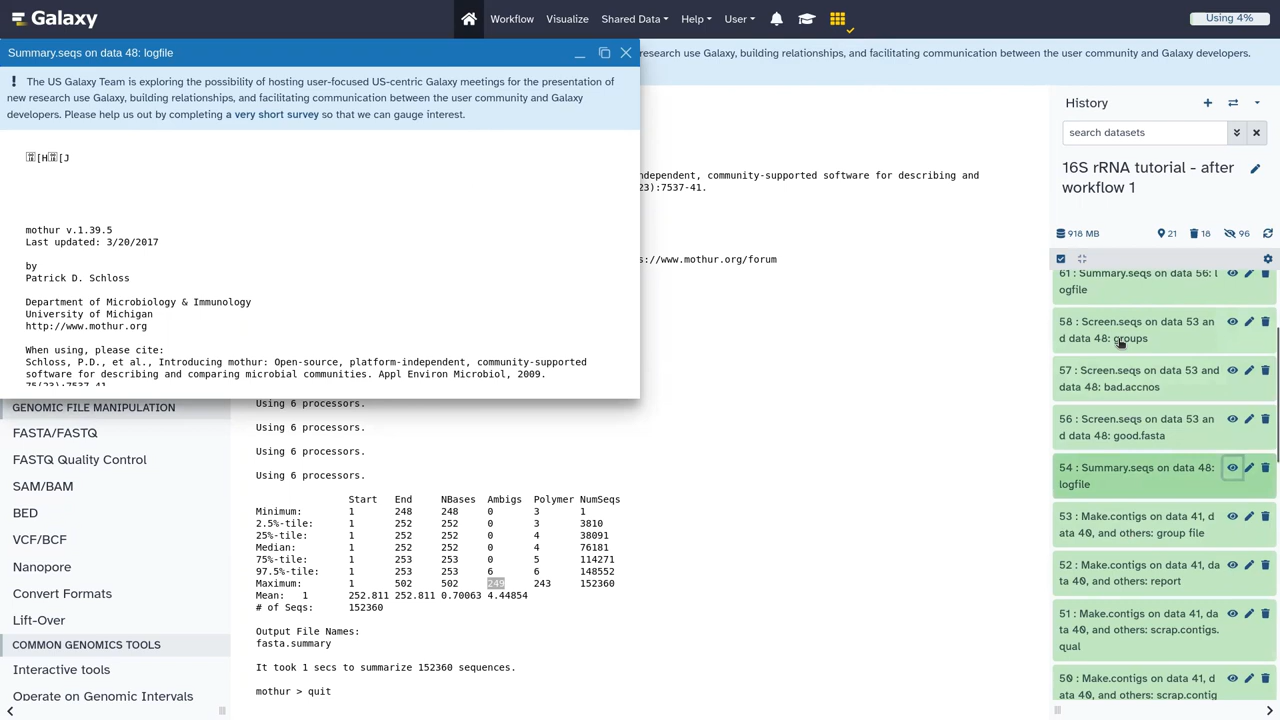 Galaxy
Workflow
Visualize
Shared Data
Help
User
Using 4%
Summary.seqs on data 48: logfile
! The US Galaxy Team is exploring the possibility of hosting user-focused US-centric Galaxy meetings for the presentation of
new research use Galaxy, building relationships, and facilitating communication between the user community and Galaxy
developers. Please help us out by completing a very short survey so that we can gauge interest.
[H [J
mothur v.1.39.5
Last updated: 3/20/2017
by
Patrick D. Schloss
Department of Microbiology & Immunology
University of Michigan
http://www.mothur.org
When using, please cite:
Schloss, P.D., et al., Introducing mothur: Open-source, platform-independent, community-supported
software for describing and comparing microbial communities. Appl Environ Microbiol, 2009.
75(23):7537-41
research use Galaxy, building relationships, and facilitating communication between the user community and Galaxy developers.
ndependent, community-supported software for describing and
23):7537-41.
s://www.mothur.org/forum
GENOMIC FILE MANIPULATION
FASTA/FASTQ
FASTQ Quality Control
SAM/BAM
BED
VCF/BCF
Nanopore
Convert Formats
Lift-Over
COMMON GENOMICS TOOLS
Interactive tools
Operate on Genomic Intervals
Using 6 processors.
Using 6 processors.
Using 6 processors.
Using 6 processors.
Start End NBases Ambigs Polymer NumSeqs
Minimum: 1 248 248 0 3 1
2.5%-tile: 1 252 252 0 3 3810
25%-tile: 1 252 252 0 4 38091
Median: 1 252 252 0 4 76181
75%-tile: 1 253 253 0 5 114271
97.5%-tile: 1 253 253 6 6 148552
Maximum: 1 502 502 249 243 152360
Mean: 1 252.811 252.811 0.70063 4.44854
# of Seqs: 152360
Output File Names:
fasta.summary
It took 1 secs to summarize 152360 sequences.
mothur > quit
History
search datasets
16S rRNA tutorial - after
workflow 1
918 MB
21
18
96
61 : Summary.seqs on data 56: l
ogfile
58 : Screen.seqs on data 53 an
d data 48: groups
57 : Screen.seqs on data 53 and
data 48: bad.accnos
56 : Screen.seqs on data 53 an
d data 48: good.fasta
54 : Summary.seqs on data 48:
logfile
53 : Make.contigs on data 41, d
ata 40, and others: group file
52 : Make.contigs on data 41, d
ata 40, and others: report
51 : Make.contigs on data 41, da
ta 40, and others: scrap.contigs.
qual
50 : Make.contigs on data 41, d
ata 40, and others: scrap.contig